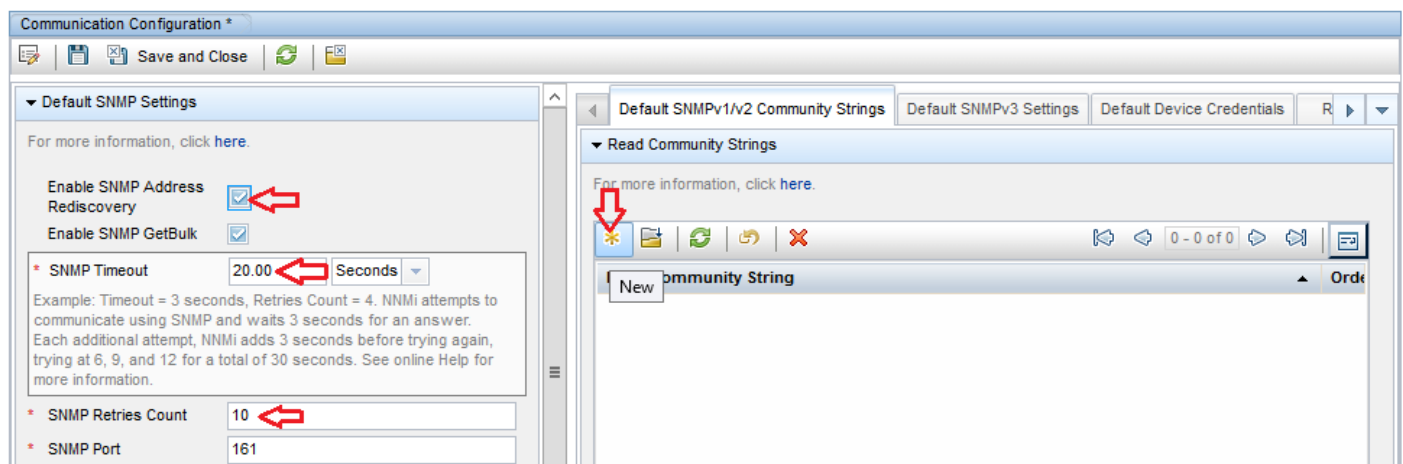 Communication Configuration *
Save and Close
Default SNMP Settings
For more information, click here.
Enable SNMP Address
Rediscovery
Enable SNMP GetBulk
* SNMP Timeout 20.00 Seconds
Example: Timeout = 3 seconds, Retries Count = 4. NNMi attempts to
communicate using SNMP and waits 3 seconds for an answer.
Each additional attempt, NNMi adds 3 seconds before trying again,
trying at 6, 9, and 12 for a total of 30 seconds. See online Help for
more information.
* SNMP Retries Count 10
* SNMP Port 161
Default SNMPv1/v2 Community Strings Default SNMPv3 Settings Default Device Credentials R
Read Community Strings
For more information, click here.
0 - 0 of 0
ommunity String Orde
New